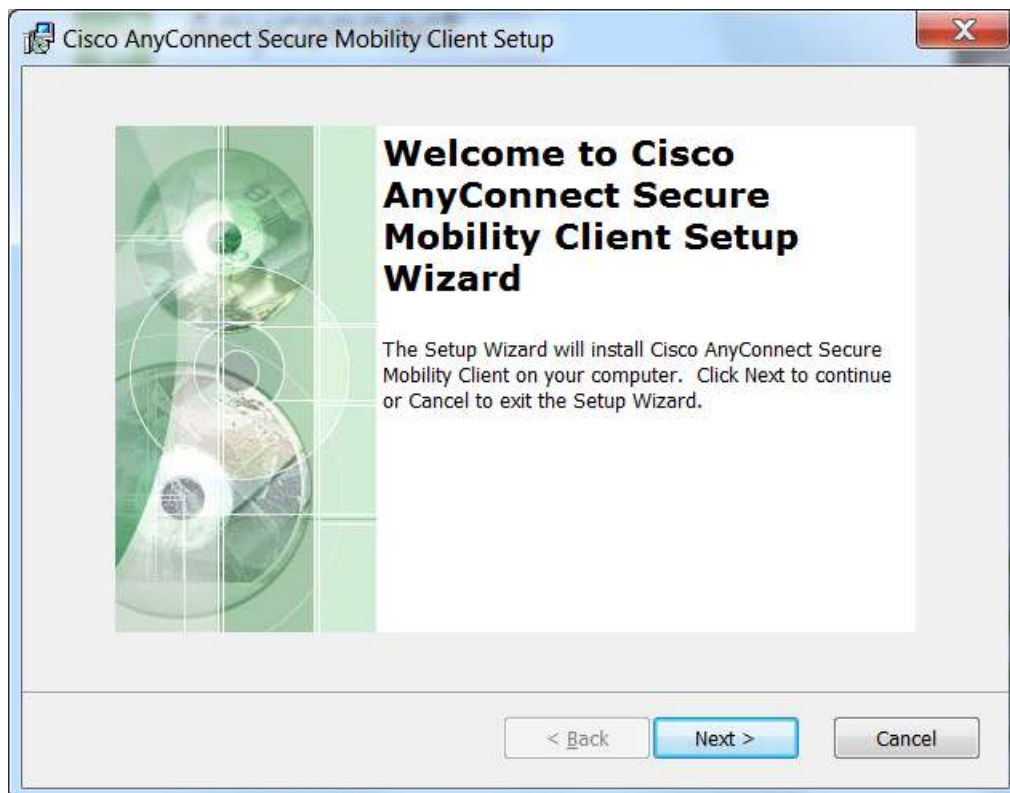 Cisco AnyConnect Secure Mobility Client Setup
Welcome to Cisco
AnyConnect Secure
Mobility Client Setup
Wizard
The Setup Wizard will install Cisco AnyConnect Secure
Mobility Client on your computer.  Click Next to continue
or Cancel to exit the Setup Wizard.
< Back
Next >
Cancel